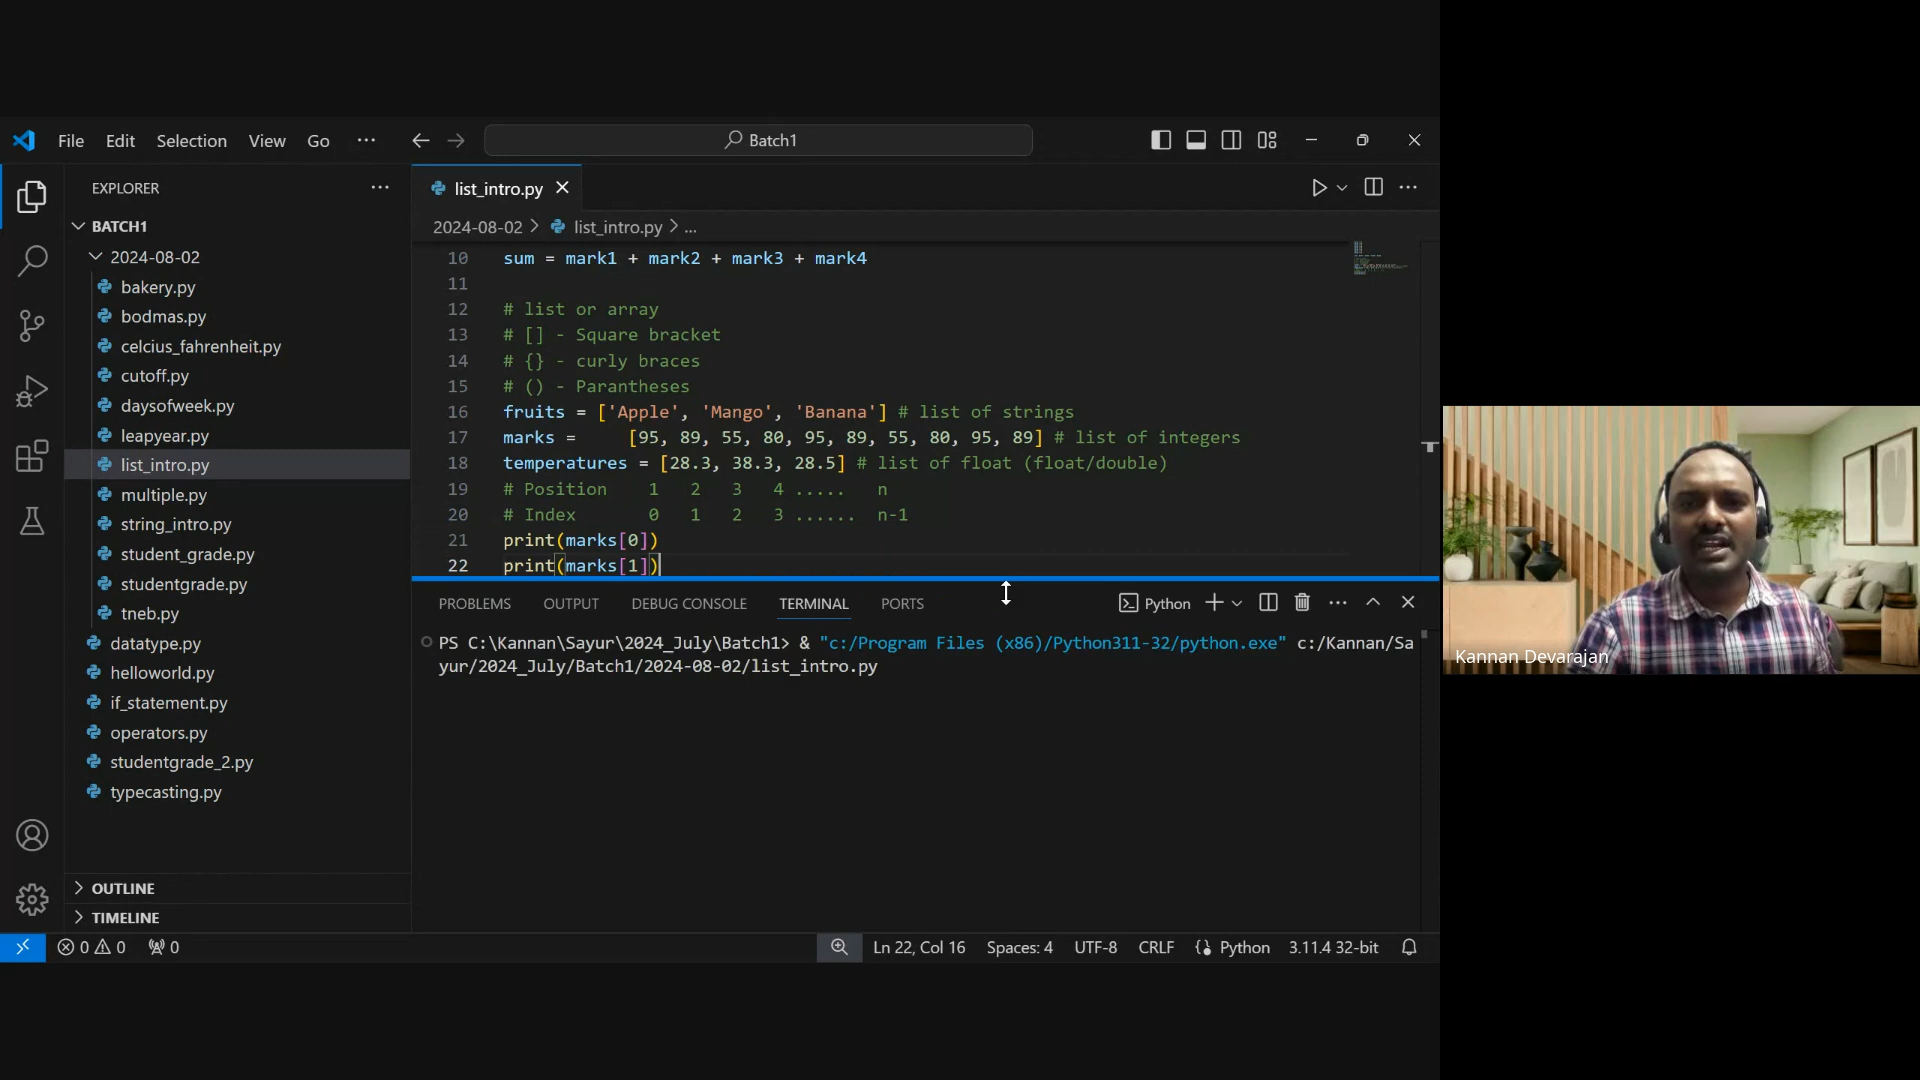 File Edit Selection View Go ... Batch1
EXPLORER ...
BATCH1
2024-08-02
bakery.py
bodmas.py
celcius_fahrenheit.py
cutoff.py
daysofweek.py
leapyear.py
list_intro.py
multiple.py
string_intro.py
student_grade.py
studentgrade.py
tneb.py
datatype.py
helloworld.py
if_statement.py
operators.py
studentgrade_2.py
typecasting.py
OUTLINE
TIMELINE
list_intro.py
2024-08-02 > list_intro.py > ...
10 sum = mark1 + mark2 + mark3 + mark4
11
12 # list or array
13 # [] - Square bracket
14 # {} - curly braces
15 # () - Parantheses
16 fruits = ['Apple', 'Mango', 'Banana'] # list of strings
17 marks =     [95, 89, 55, 80, 95, 89, 55, 80, 95, 89] # list of integers
18 temperatures = [28.3, 38.3, 28.5] # list of float (float/double)
19 # Position    1   2   3   4 .....   n
20 # Index       0   1   2   3 ......  n-1
21 print(marks[0])
22 print(marks[1])
PROBLEMS OUTPUT DEBUG CONSOLE TERMINAL PORTS Python
PS C:\Kannan\Sayur\2024_July\Batch1> & "c:/Program Files (x86)/Python311-32/python.exe" c:/Kannan/Sa
yur/2024_July/Batch1/2024-08-02/list_intro.py
0 0 0 Ln 22, Col 16 Spaces: 4 UTF-8 CRLF Python 3.11.4 32-bit
Kannan Devarajan